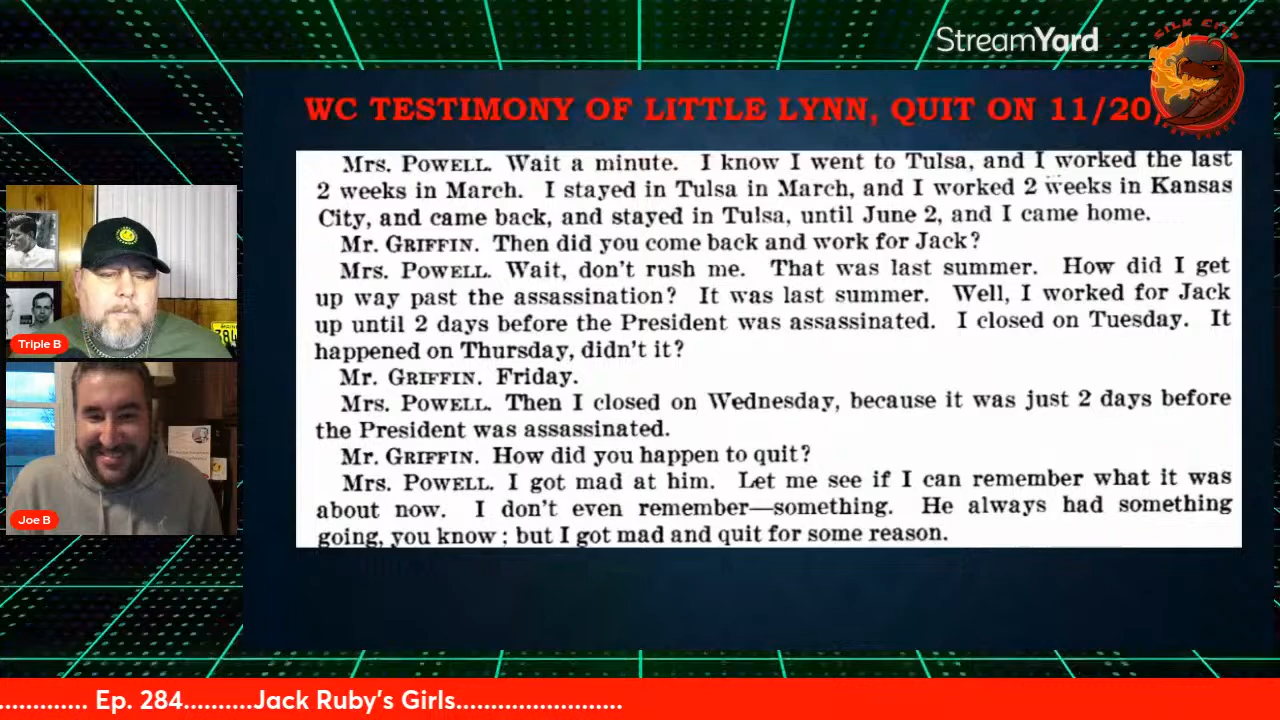 StreamYard
SILK CITY
WC TESTIMONY OF LITTLE LYNN, QUIT ON 11/20/
Mrs. POWELL. Wait a minute. I know I went to Tulsa, and I worked the last
2 weeks in March. I stayed in Tulsa in March, and I worked 2 weeks in Kansas
City, and came back, and stayed in Tulsa, until June 2, and I came home.
Mr. GRIFFIN. Then did you come back and work for Jack?
Mrs. POWELL. Wait, don't rush me. That was last summer. How did I get
up way past the assassination? It was last summer. Well, I worked for Jack
up until 2 days before the President was assassinated. I closed on Tuesday. It
happened on Thursday, didn't it?
Mr. GRIFFIN. Friday.
Mrs. POWELL. Then I closed on Wednesday, because it was just 2 days before
the President was assassinated.
Mr. GRIFFIN. How did you happen to quit?
Mrs. POWELL. I got mad at him. Let me see if I can remember what it was
about now. I don't even remember—something. He always had something
going, you know; but I got mad and quit for some reason.
Triple B
Joe B
............. Ep. 284..........Jack Ruby's Girls........................